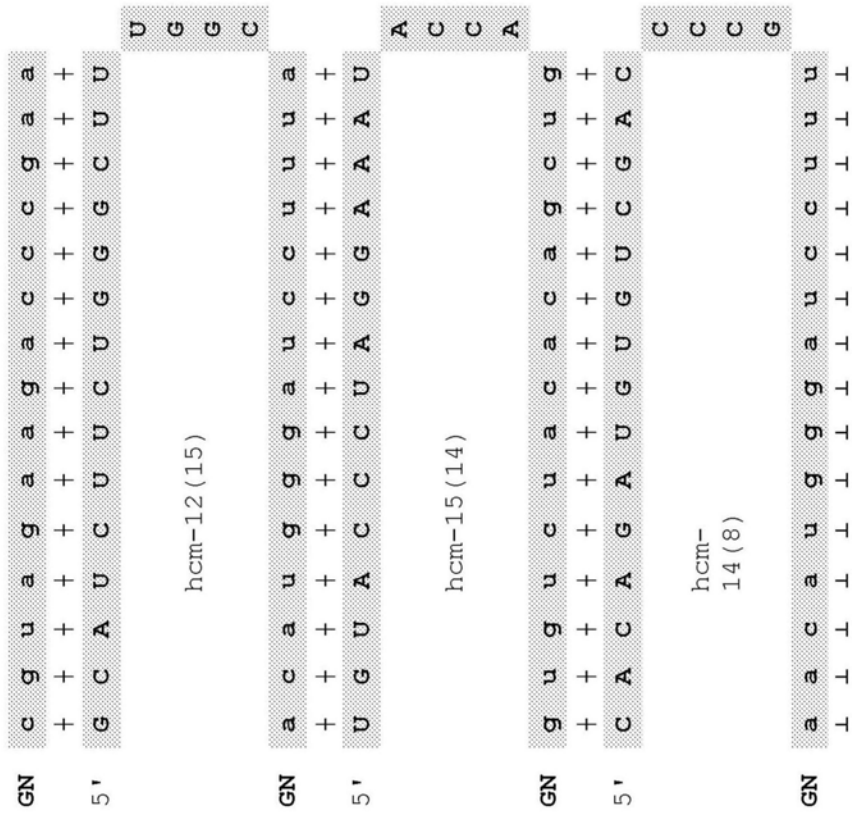 GN c g u a g a a g a c c c g a a
+ + + + + + + + + + + + + + +
5' G C A U C U U C U G G G C U U
U
G
hcm-12(15)
G
C
GN a c a u g g g a u c c u u u a
+ + + + + + + + + + + + + + +
5' U G U A C C C U A G G A A A U
A
C
hcm-15(14)
C
A
GN g u g u c u a c a c a g c u g
+ + + + + + + + + + + + + + +
5' C A C A G A U G U G U C G A C
C
C
hcm-
14(8)
C
G
GN a a c a u g g g a u c c u u u